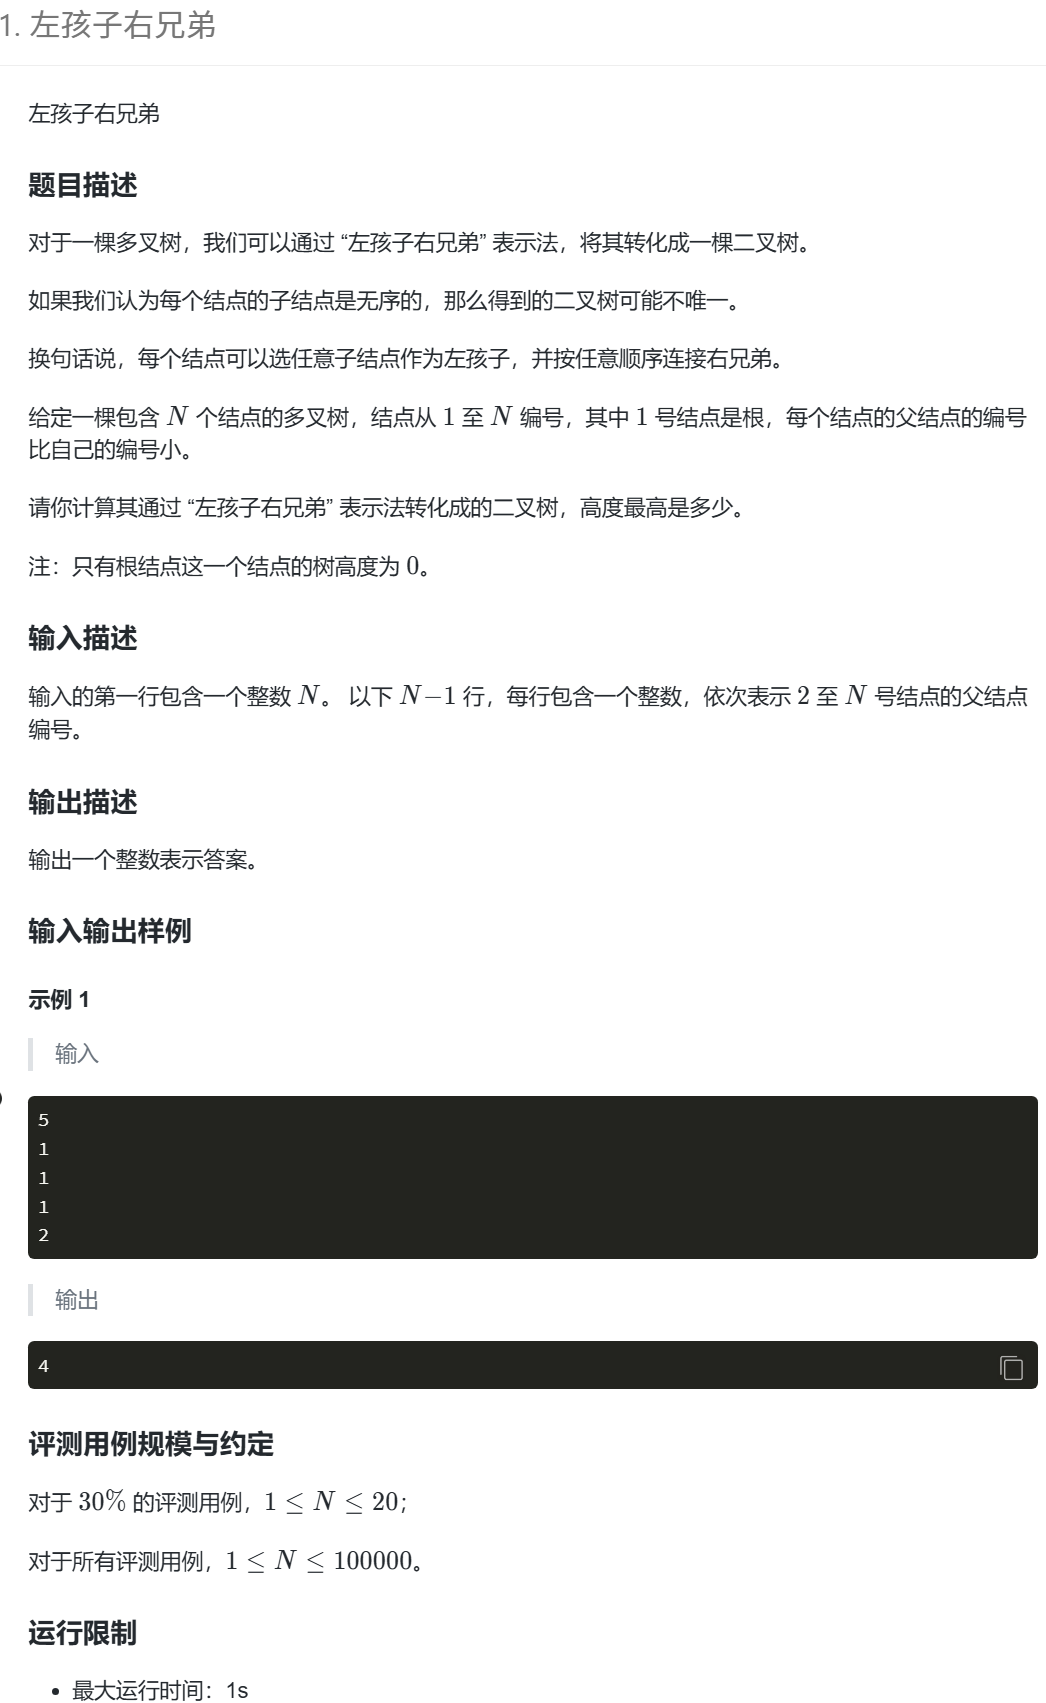 1. 左孩子右兄弟
左孩子右兄弟
题目描述
对于一棵多叉树，我们可以通过 “左孩子右兄弟” 表示法，将其转化成一棵二叉树。
如果我们认为每个结点的子结点是无序的，那么得到的二叉树可能不唯一。
换句话说，每个结点可以选任意子结点作为左孩子，并按任意顺序连接右兄弟。
给定一棵包含 N 个结点的多叉树，结点从 1 至 N 编号，其中 1 号结点是根，每个结点的父结点的编号
比自己的编号小。
请你计算其通过 “左孩子右兄弟” 表示法转化成的二叉树，高度最高是多少。
注：只有根结点这一个结点的树高度为 0。
输入描述
输入的第一行包含一个整数 N。 以下 N−1 行，每行包含一个整数，依次表示 2 至 N 号结点的父结点
编号。
输出描述
输出一个整数表示答案。
输入输出样例
示例 1
输入
5
1
1
1
2
输出
4
评测用例规模与约定
对于 30% 的评测用例，1 ≤ N ≤ 20；
对于所有评测用例，1 ≤ N ≤ 100000。
运行限制
• 最大运行时间：1s